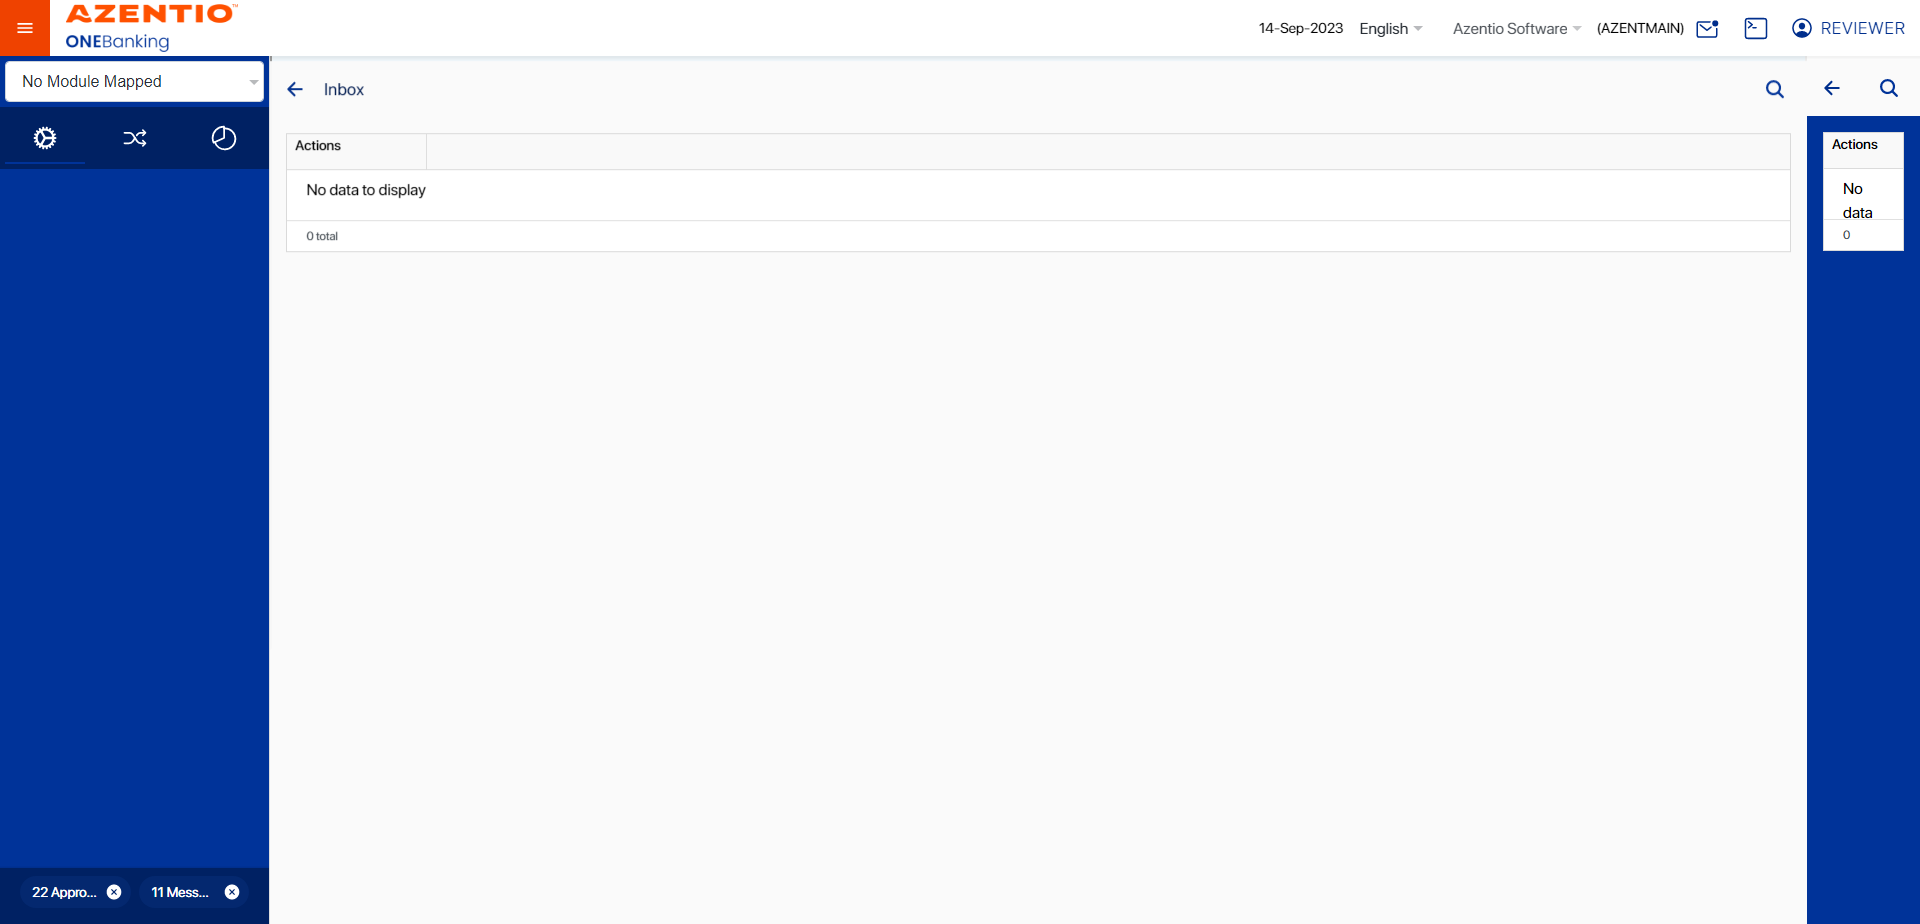 AZENTIO™
ONEBanking
14-Sep-2023 English Azentio Software (AZENTMAIN) REVIEWER
No Module Mapped
Inbox
Actions
No data to display
0 total
Actions
No
data
0
22 Appro... 11 Mess...